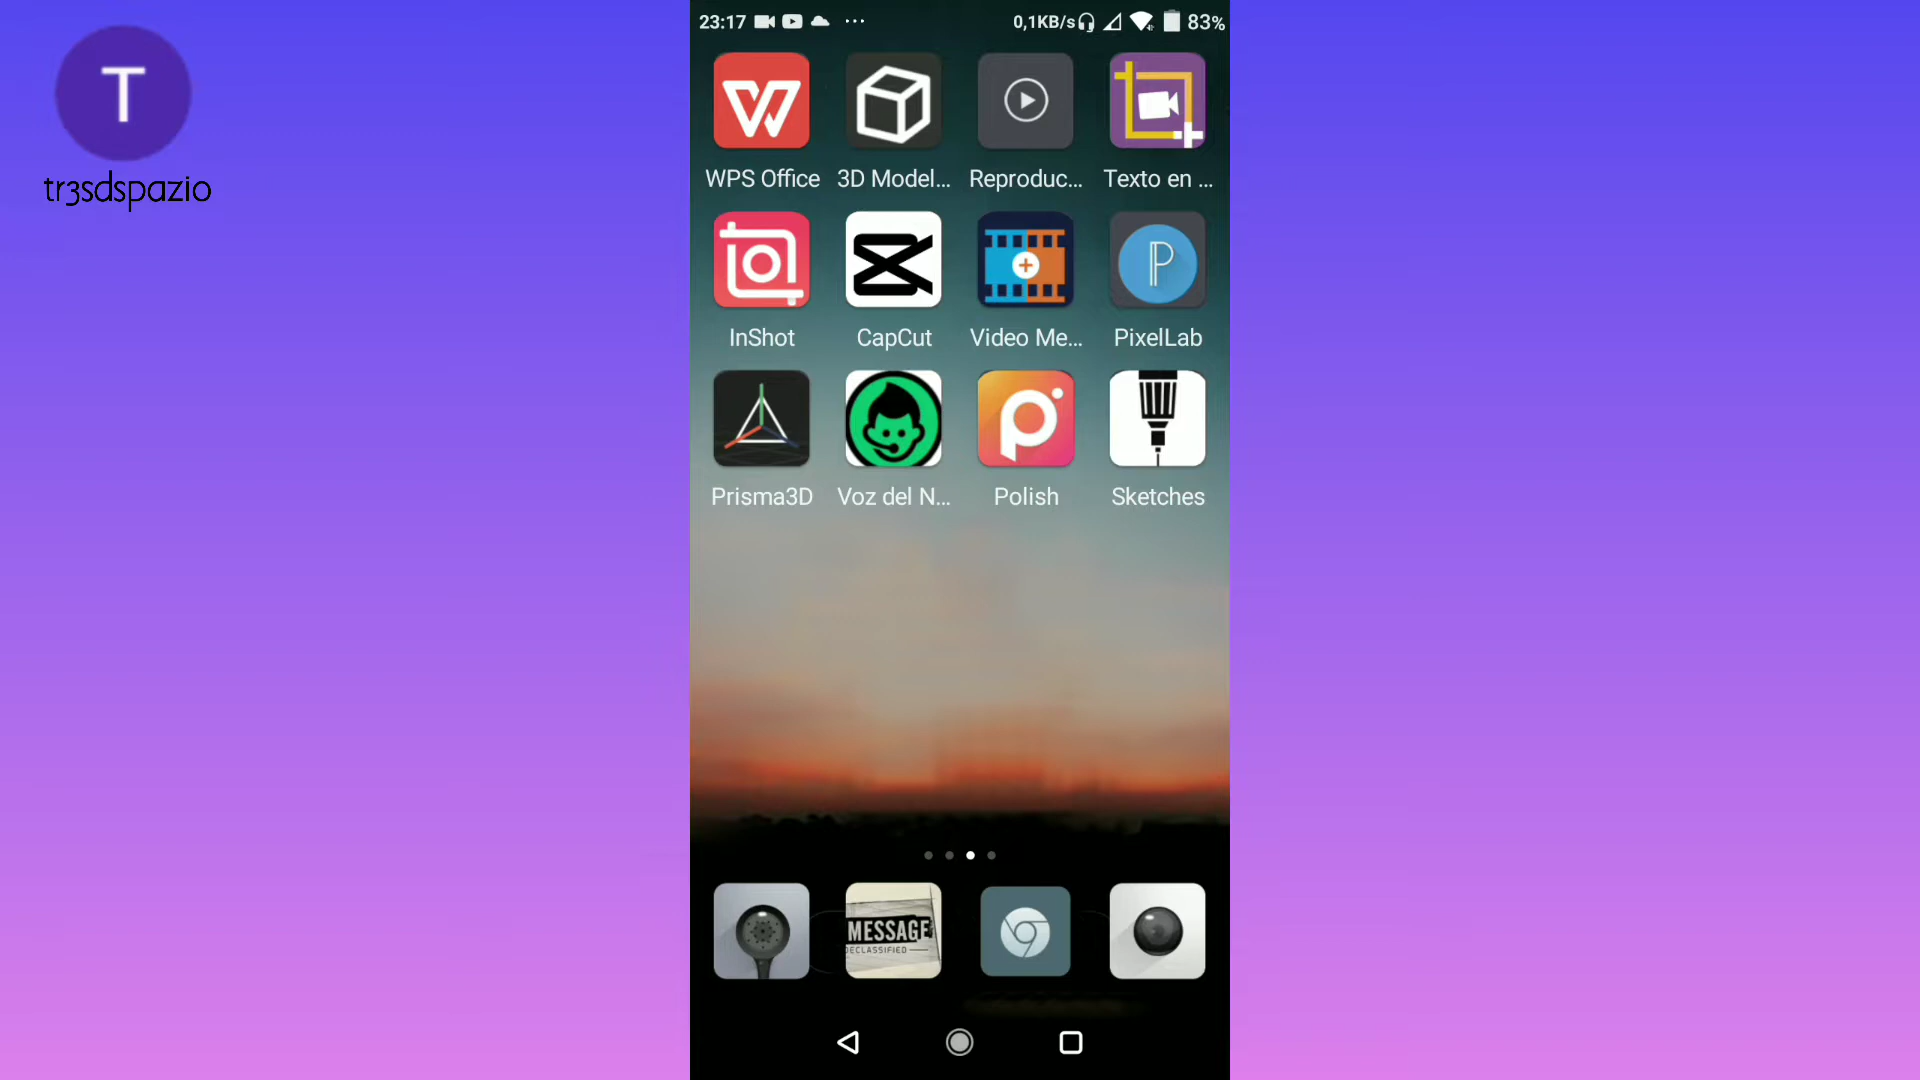 T
tr3sdspazio
23:17 ... 0,1KB/s 83%
WPS Office 3D Model... Reproduc... Texto en ...
InShot CapCut Video Me... PixelLab
Prisma3D Voz del N... Polish Sketches
MESSAGE
DECLASSIFIED